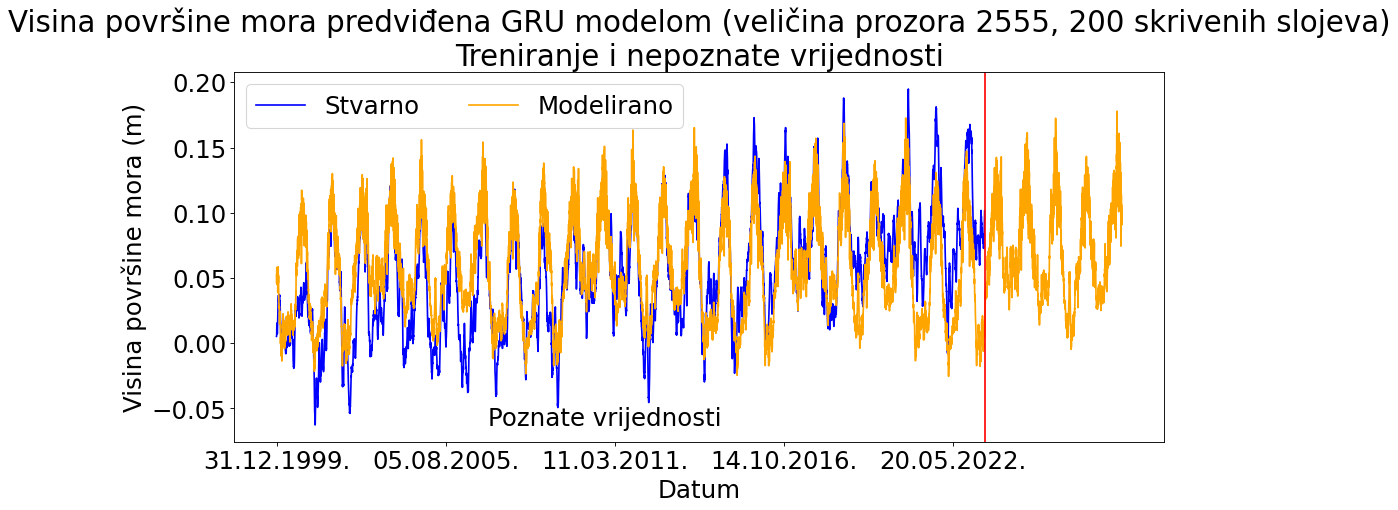 Visina površine mora predviđena GRU modelom (veličina prozora 2555, 200 skrivenih slojeva)
Treniranje i nepoznate vrijednosti
Stvarno
Modelirano
Visina površine mora (m)
0.20
0.15
0.10
0.05
0.00
−0.05
Poznate vrijednosti
31.12.1999. 05.08.2005. 11.03.2011. 14.10.2016. 20.05.2022.
Datum